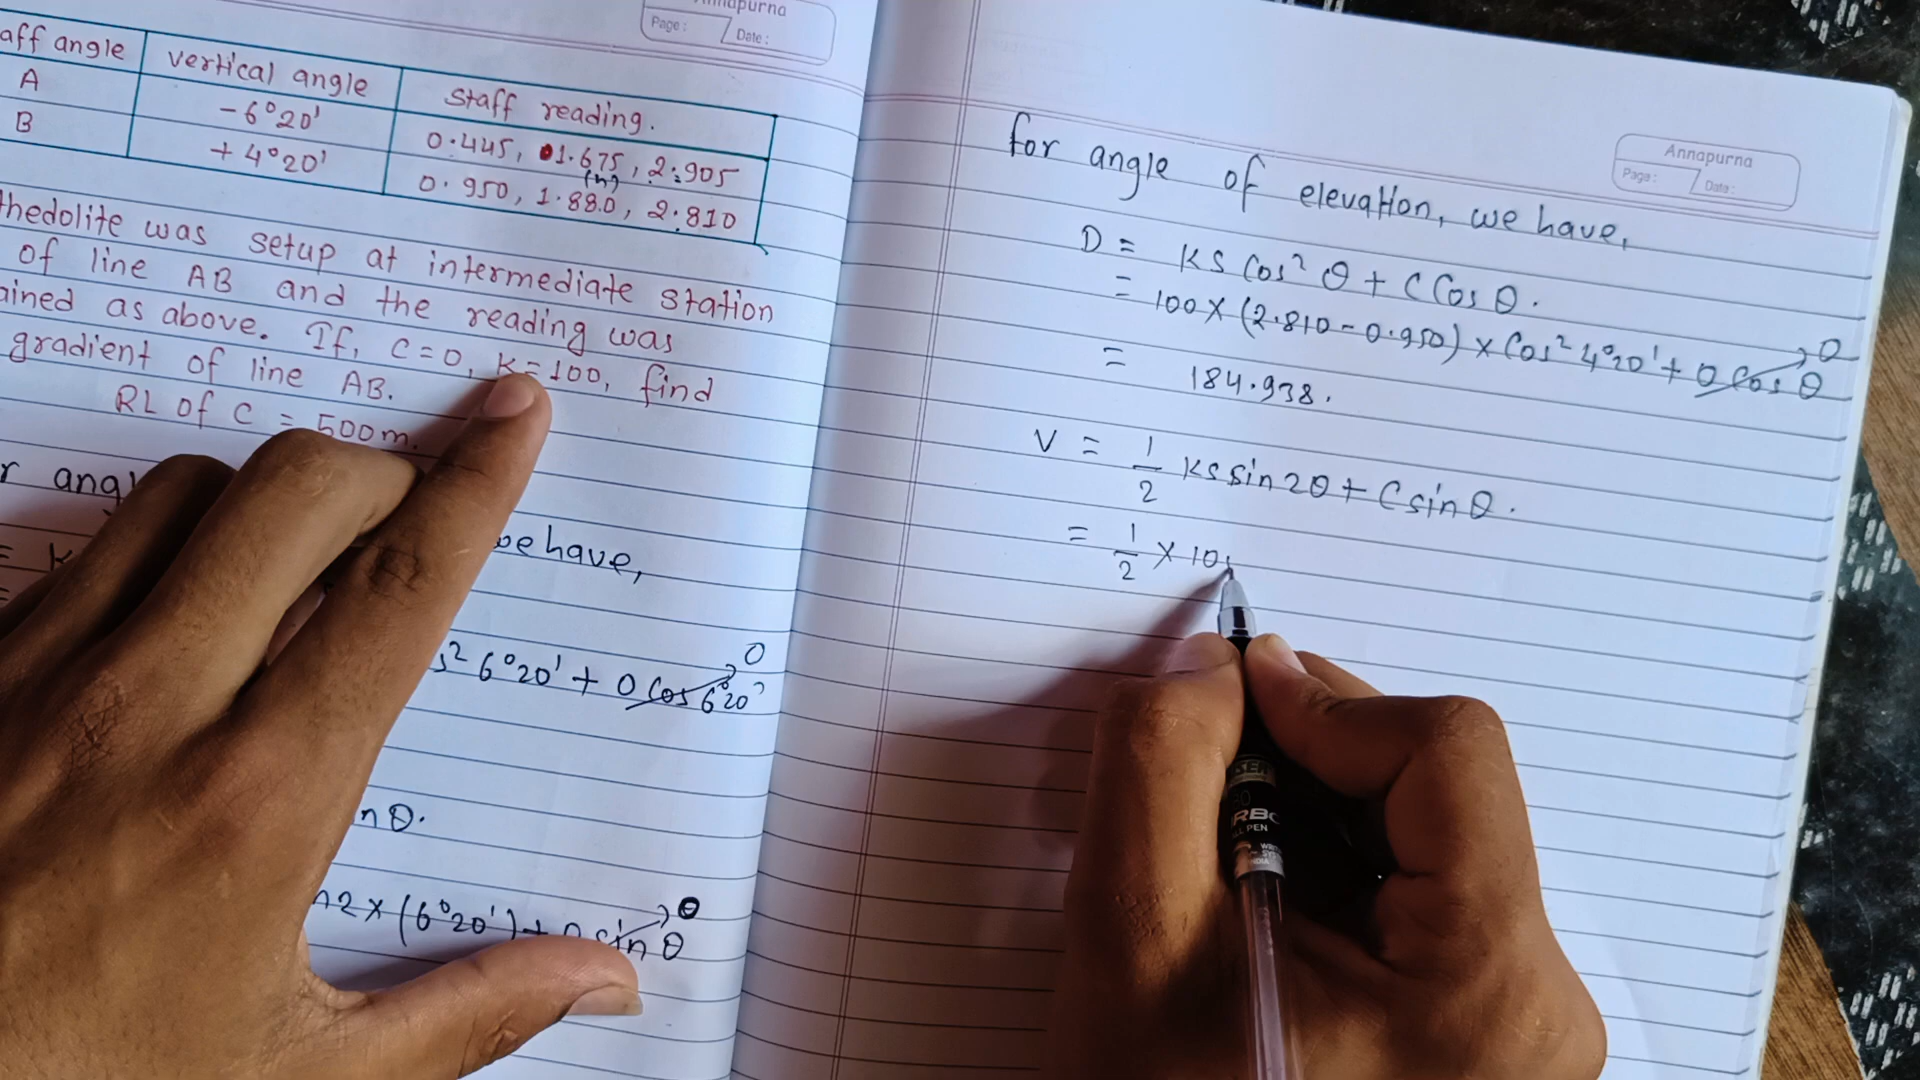 Annapurna
Page: Date:
aff angle vertical angle staff reading.
A -6°20' 0.445, 1.675, 2.905
(h)
B +4°20' 0.950, 1.880, 2.810
thedolite was setup at intermediate station
of line AB and the reading was
ained as above. If, C=0, K=100, find
gradient of line AB.
RL of C = 500m.
r ang
we have,
= K
s² 6°20' + 0 cos 6°20' 0
n θ.
n2 × (6°20') + 0 sin θ 0
Annapurna
Page: Date:
for angle of elevation, we have,
D = KS Cos² θ + C Cos θ.
= 100 × (2.810 - 0.950) × Cos² 4°20' + 0 Cos θ 0
= 184.938.
V = 1/2 KS sin 2θ + C sin θ.
= 1/2 × 10